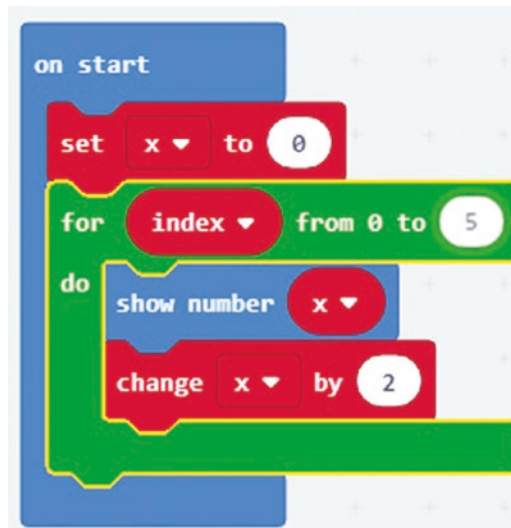 on start
set x to 0
for index from 0 to 5
do
show number x
change x by 2